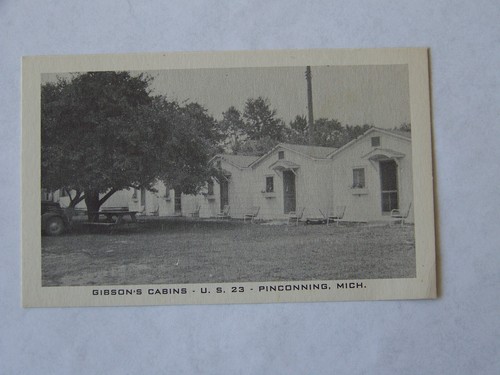 GIBSON'S CABINS - U. S. 23 - PINCONNING, MICH.